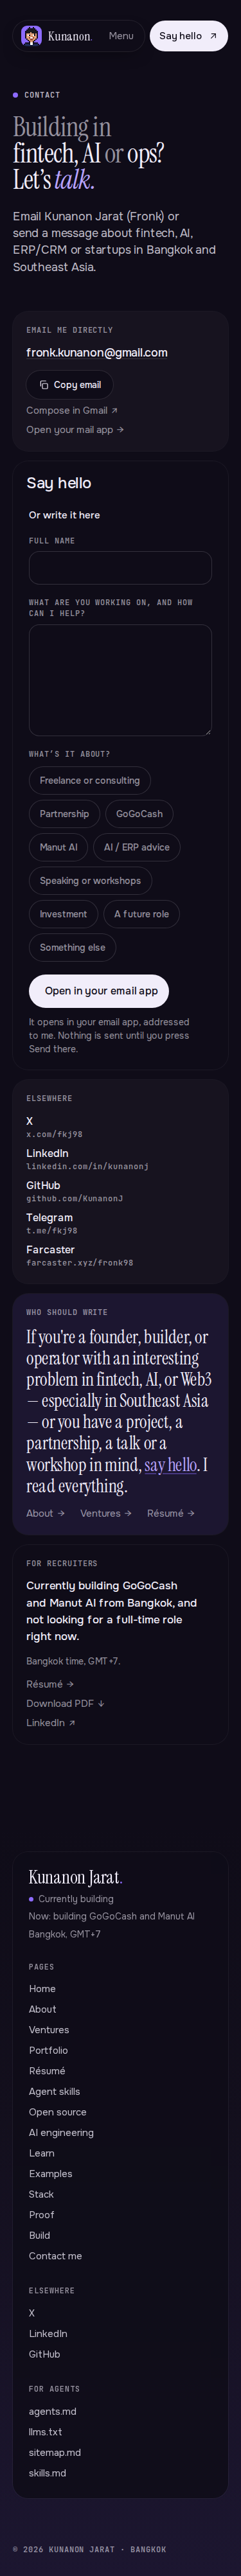 Kunanon.
Menu
Say hello ↗
CONTACT
Building in
fintech, AI or ops?
Let's talk.
Email Kunanon Jarat (Fronk) or
send a message about fintech, AI,
ERP/CRM or startups in Bangkok and
Southeast Asia.
EMAIL ME DIRECTLY
fronk.kunanon@gmail.com
Copy email
Compose in Gmail ↗
Open your mail app →
Say hello
Or write it here
FULL NAME
WHAT ARE YOU WORKING ON, AND HOW
CAN I HELP?
WHAT'S IT ABOUT?
Freelance or consulting
Partnership
GoGoCash
Manut AI
AI / ERP advice
Speaking or workshops
Investment
A future role
Something else
Open in your email app
It opens in your email app, addressed
to me. Nothing is sent until you press
Send there.
ELSEWHERE
X
x.com/fkj98
LinkedIn
linkedin.com/in/kunanonj
GitHub
github.com/KunanonJ
Telegram
t.me/fkj98
Farcaster
farcaster.xyz/fronk98
WHO SHOULD WRITE
If you're a founder, builder, or
operator with an interesting
problem in fintech, AI, or Web3
— especially in Southeast Asia
— or you have a project, a
partnership, a talk or a
workshop in mind, say hello. I
read everything.
About →
Ventures →
Résumé →
FOR RECRUITERS
Currently building GoGoCash
and Manut AI from Bangkok, and
not looking for a full-time role
right now.
Bangkok time, GMT+7.
Résumé →
Download PDF ↓
LinkedIn ↗
Kunanon Jarat.
Currently building
Now: building GoGoCash and Manut AI
Bangkok, GMT+7
PAGES
Home
About
Ventures
Portfolio
Résumé
Agent skills
Open source
AI engineering
Learn
Examples
Stack
Proof
Build
Contact me
ELSEWHERE
X
LinkedIn
GitHub
FOR AGENTS
agents.md
llms.txt
sitemap.md
skills.md
© 2026 KUNANON JARAT · BANGKOK